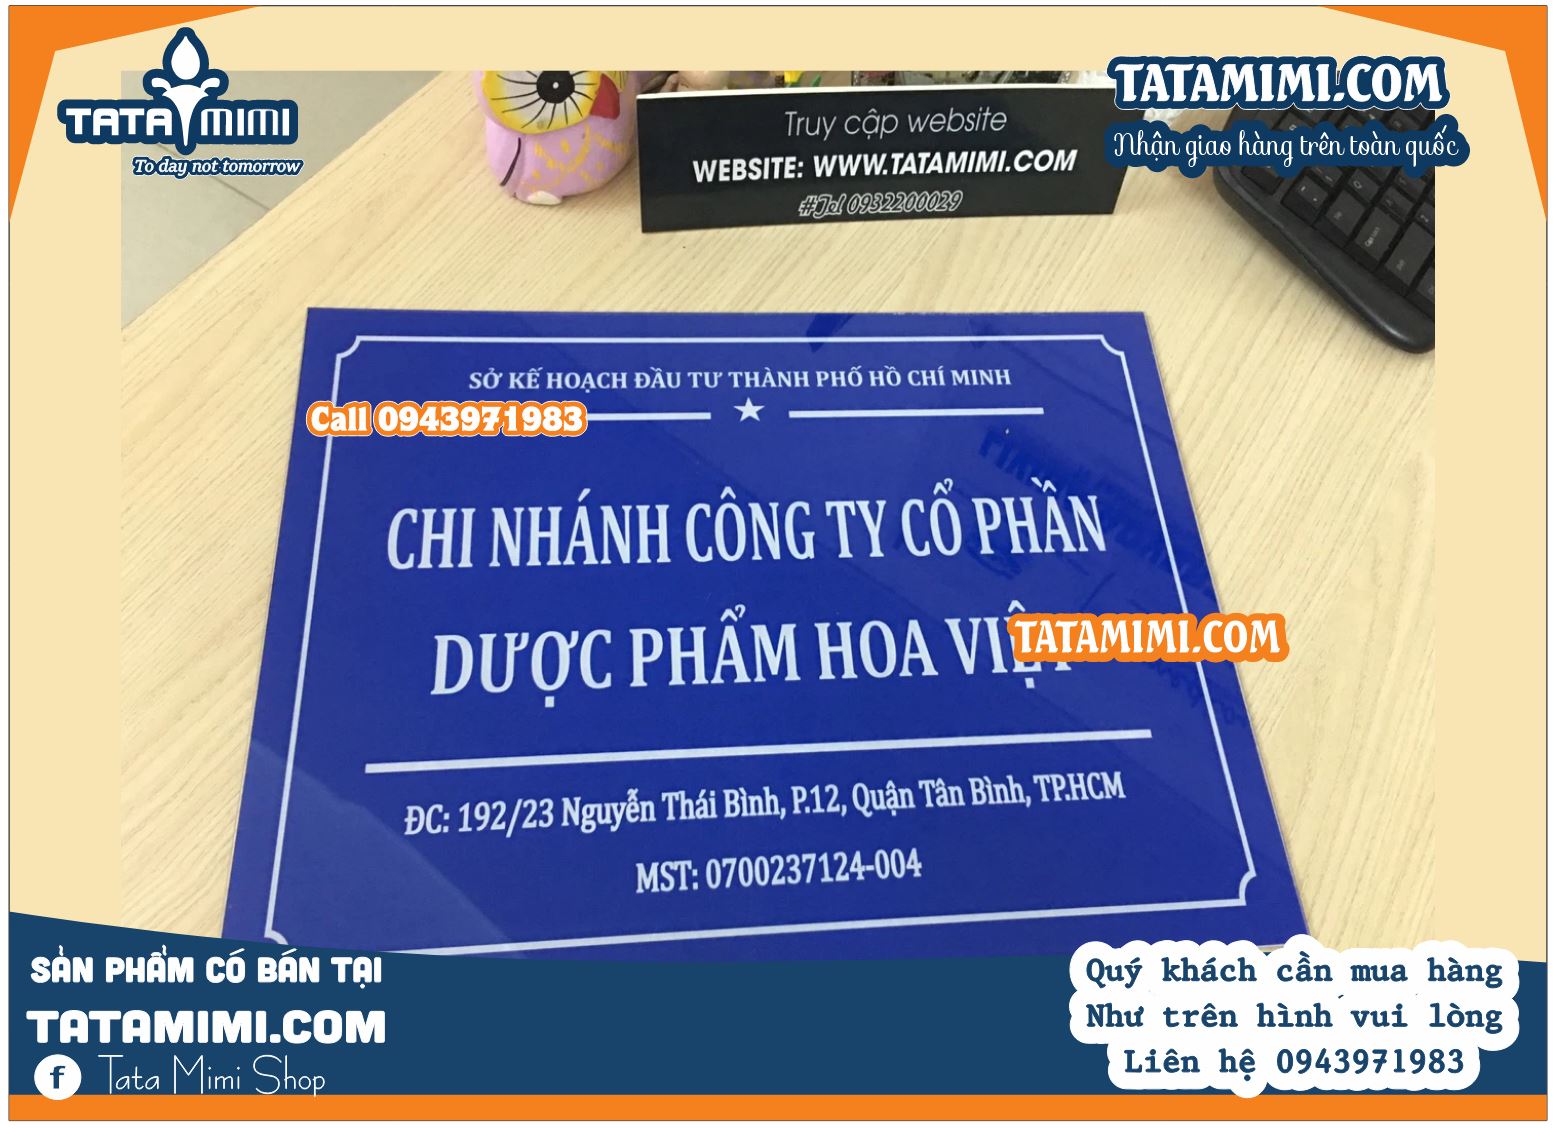 TATA MIMI
To day not tomorrow
Truy cập website
WEBSITE: WWW.TATAMIMI.COM
#Tel 0932200029
TATAMIMI.COM
Nhận giao hàng trên toàn quốc
SỞ KẾ HOẠCH ĐẦU TƯ THÀNH PHỐ HỒ CHÍ MINH
Call 0943971983
CHI NHÁNH CÔNG TY CỔ PHẦN
DƯỢC PHẨM HOA VIỆT
TATAMIMI.COM
ĐC: 192/23 Nguyễn Thái Bình, P.12, Quận Tân Bình, TP.HCM
MST: 0700237124-004
SẢN PHẨM CÓ BÁN TẠI
TATAMIMI.COM
f Tata Mimi Shop
Quý khách cần mua hàng
Như trên hình vui lòng
Liên hệ 0943971983